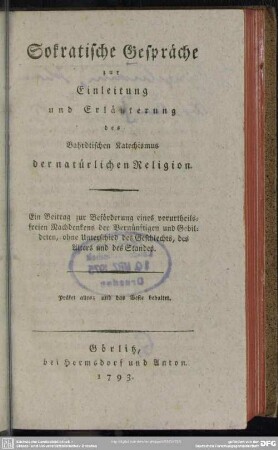 Sokratische Gespräche
zur
Einleitung
und Erläuterung
des
Bahrdtischen Katechismus
der natürlichen Religion.
Ein Beitrag zur Beförderung eines vorurtheils-
freien Nachdenkens der Vernünftigen und Gebil-
deten, ohne Unterschied des Geschlechts, des
Alters und des Standes.
Prüfet alles; und das Beste behaltet.
Görlitz,
bei Hermsdorf und Anton.
1793.